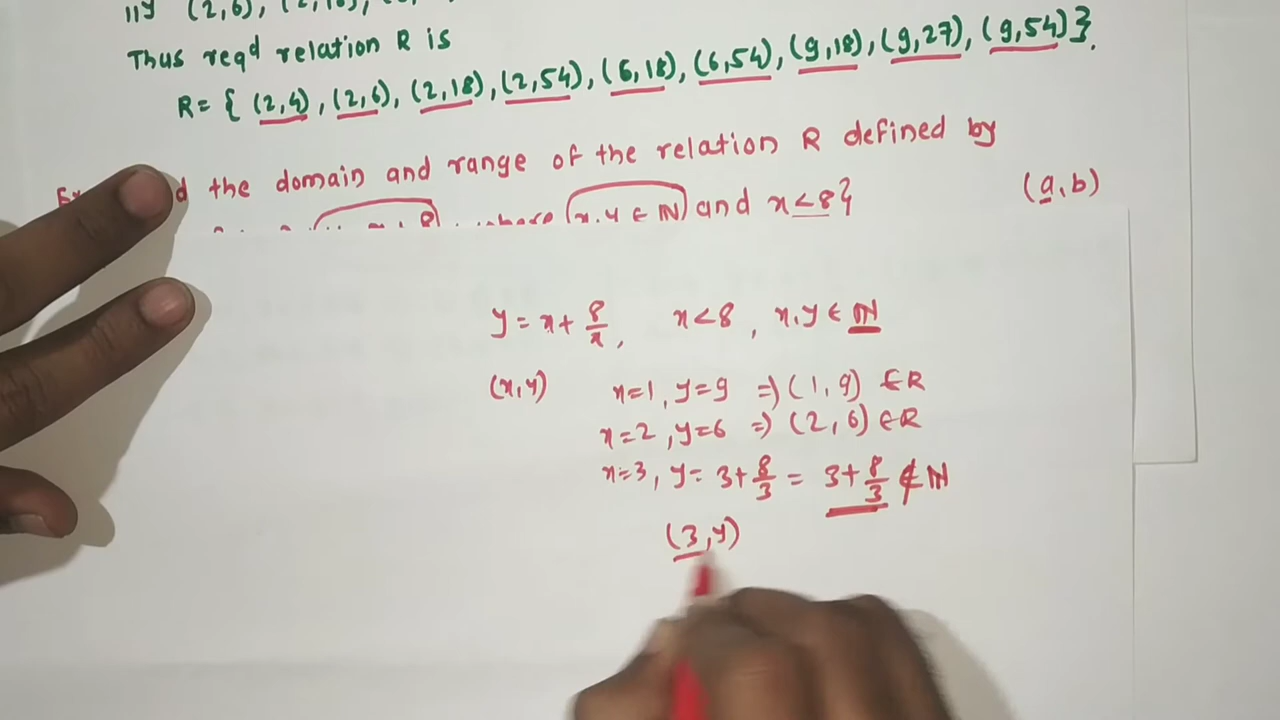 (2,6),
Thus reqd relation R is
R = { (2,4), (2,6), (2,18), (2,54), (6,18), (6,54), (9,18), (9,27), (9,54) }.
the domain and range of the relation R defined by
x,y ∈ ℕ and x<8}
(a,b)
y = x + 8/x, x<8, x,y ∈ ℕ
(x,y) x=1, y=9 => (1,9) ∈ R
x=2, y=6 => (2,6) ∈ R
x=3, y= 3+8/3 = 3+8/3 ∉ ℕ
(3,y)